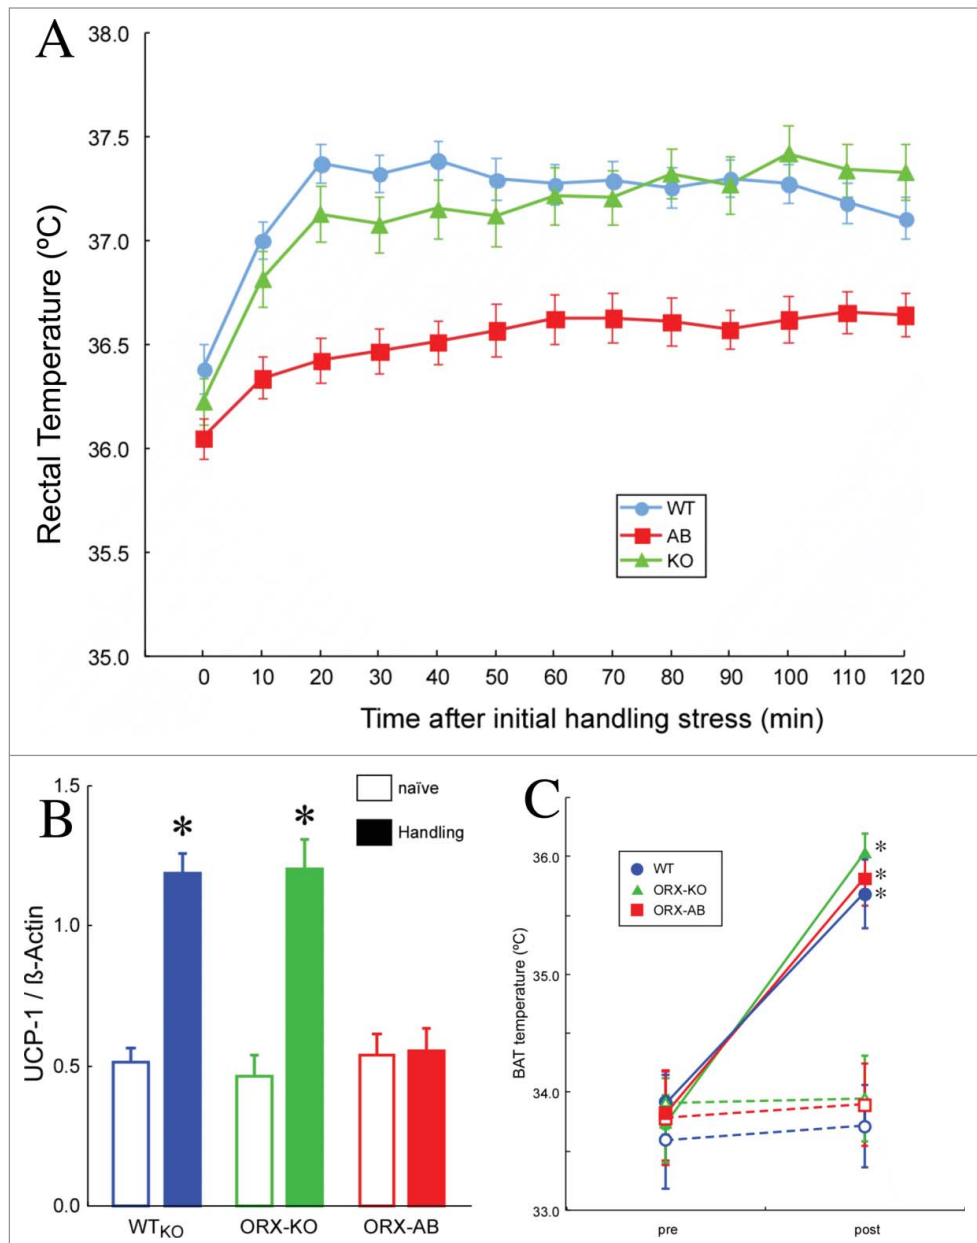 A
38.0
37.5
37.0
36.5
36.0
35.5
35.0
Rectal Temperature (ºC)
WT
AB
KO
0 10 20 30 40 50 60 70 80 90 100 110 120
Time after initial handling stress (min)
B
1.5
1.0
0.5
0.0
UCP-1 / ß-Actin
naïve
Handling
*
*
WTKO ORX-KO ORX-AB
C
36.0
35.0
34.0
33.0
BAT temperature (ºC)
WT
ORX-KO
ORX-AB
*
*
*
pre post